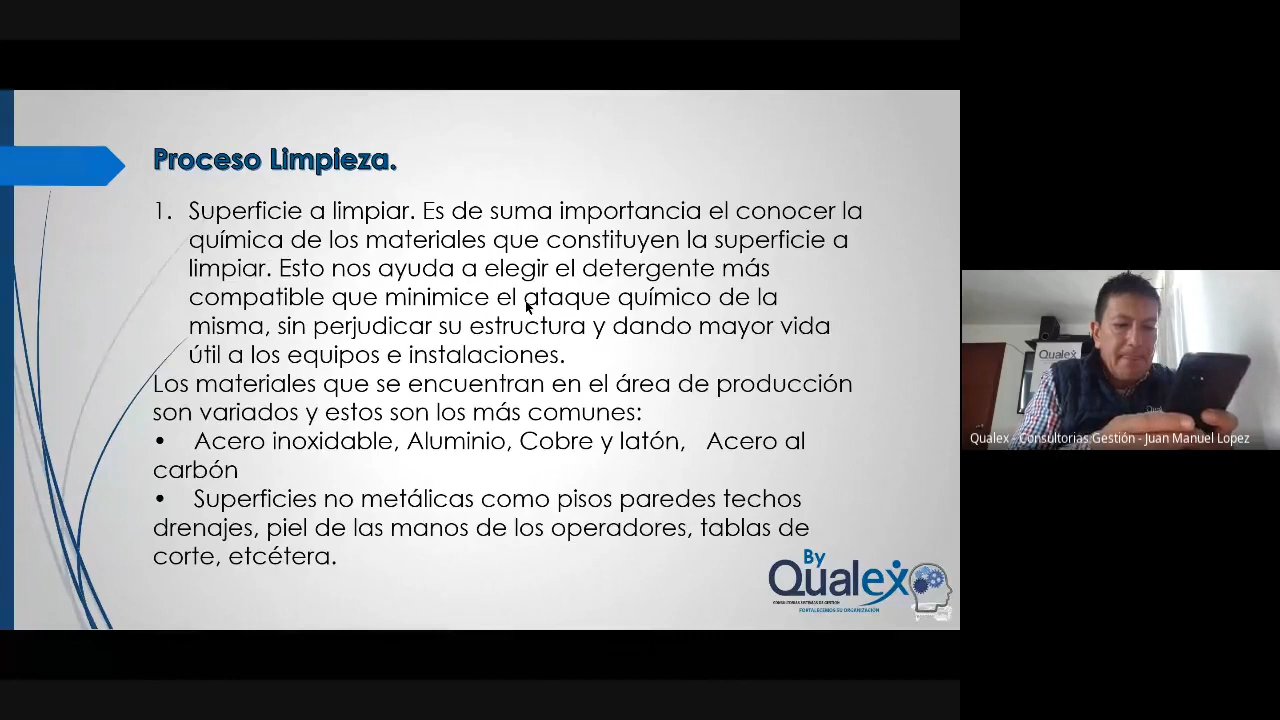 Proceso Limpieza.
1. Superficie a limpiar. Es de suma importancia el conocer la
química de los materiales que constituyen la superficie a
limpiar. Esto nos ayuda a elegir el detergente más
compatible que minimice el ataque químico de la
misma, sin perjudicar su estructura y dando mayor vida
útil a los equipos e instalaciones.
Los materiales que se encuentran en el área de producción
son variados y estos son los más comunes:
• Acero inoxidable, Aluminio, Cobre y latón, Acero al
carbón
• Superficies no metálicas como pisos paredes techos
drenajes, piel de las manos de los operadores, tablas de
corte, etcétera.
By
Qualex
FORTALECEMOS SU ORGANIZACIÓN
Qualex
Qual
Qualex - Consultorias Gestión - Juan Manuel Lopez